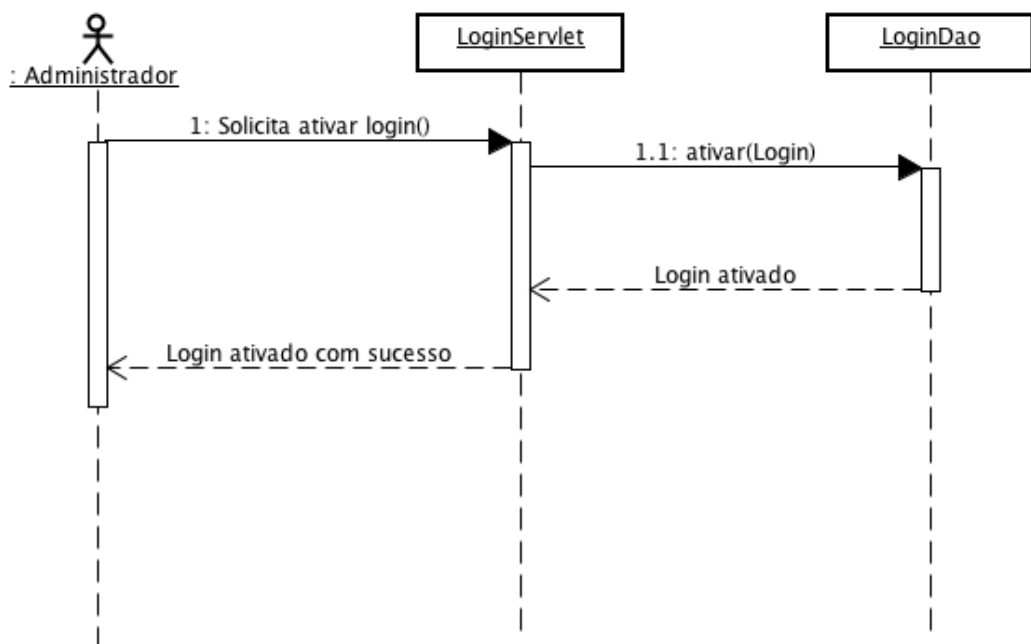 : Administrador
LoginServlet
LoginDao
1: Solicita ativar login()
1.1: ativar(Login)
Login ativado
Login ativado com sucesso